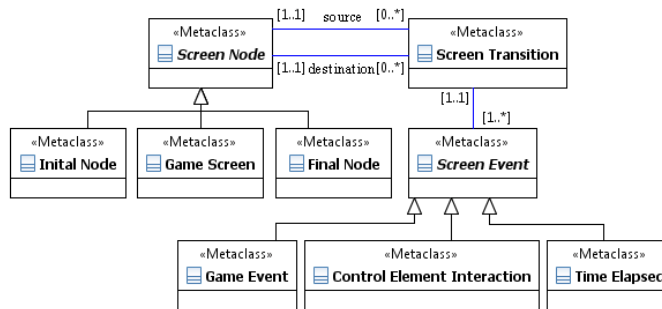 [1..1] source [0..*]
«Metaclass» «Metaclass»
Screen Node Screen Transition
[1..1] destination [0..*]
[1..1]
[1..*]
«Metaclass» «Metaclass» «Metaclass» «Metaclass»
Inital Node Game Screen Final Node Screen Event
«Metaclass» «Metaclass» «Metaclass»
Game Event Control Element Interaction Time Elapsed